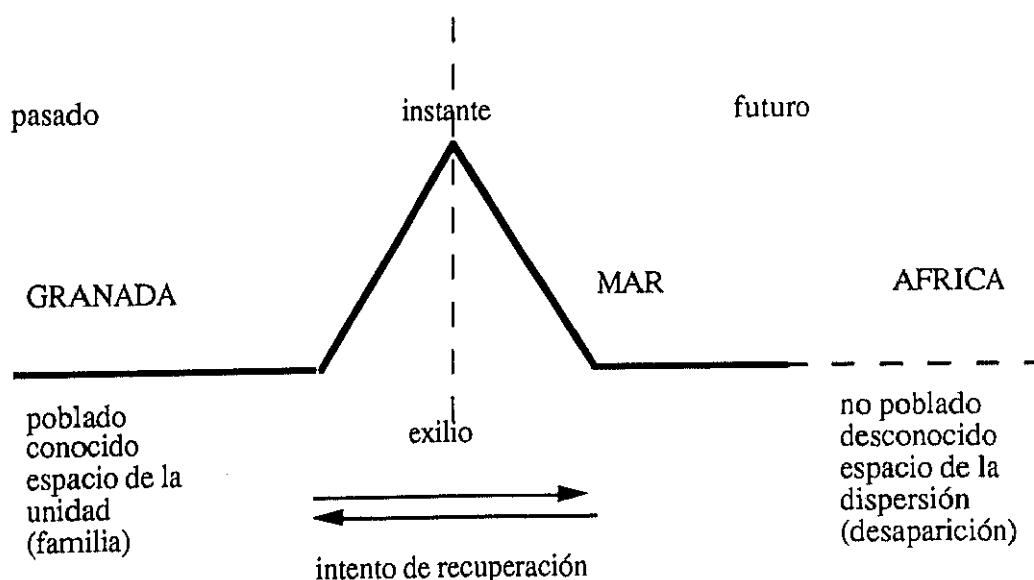 pasado
instante
futuro
GRANADA
MAR
AFRICA
poblado
conocido
espacio de la
unidad
(familia)
exilio
no poblado
desconocido
espacio de la
dispersión
(desaparición)
intento de recuperación